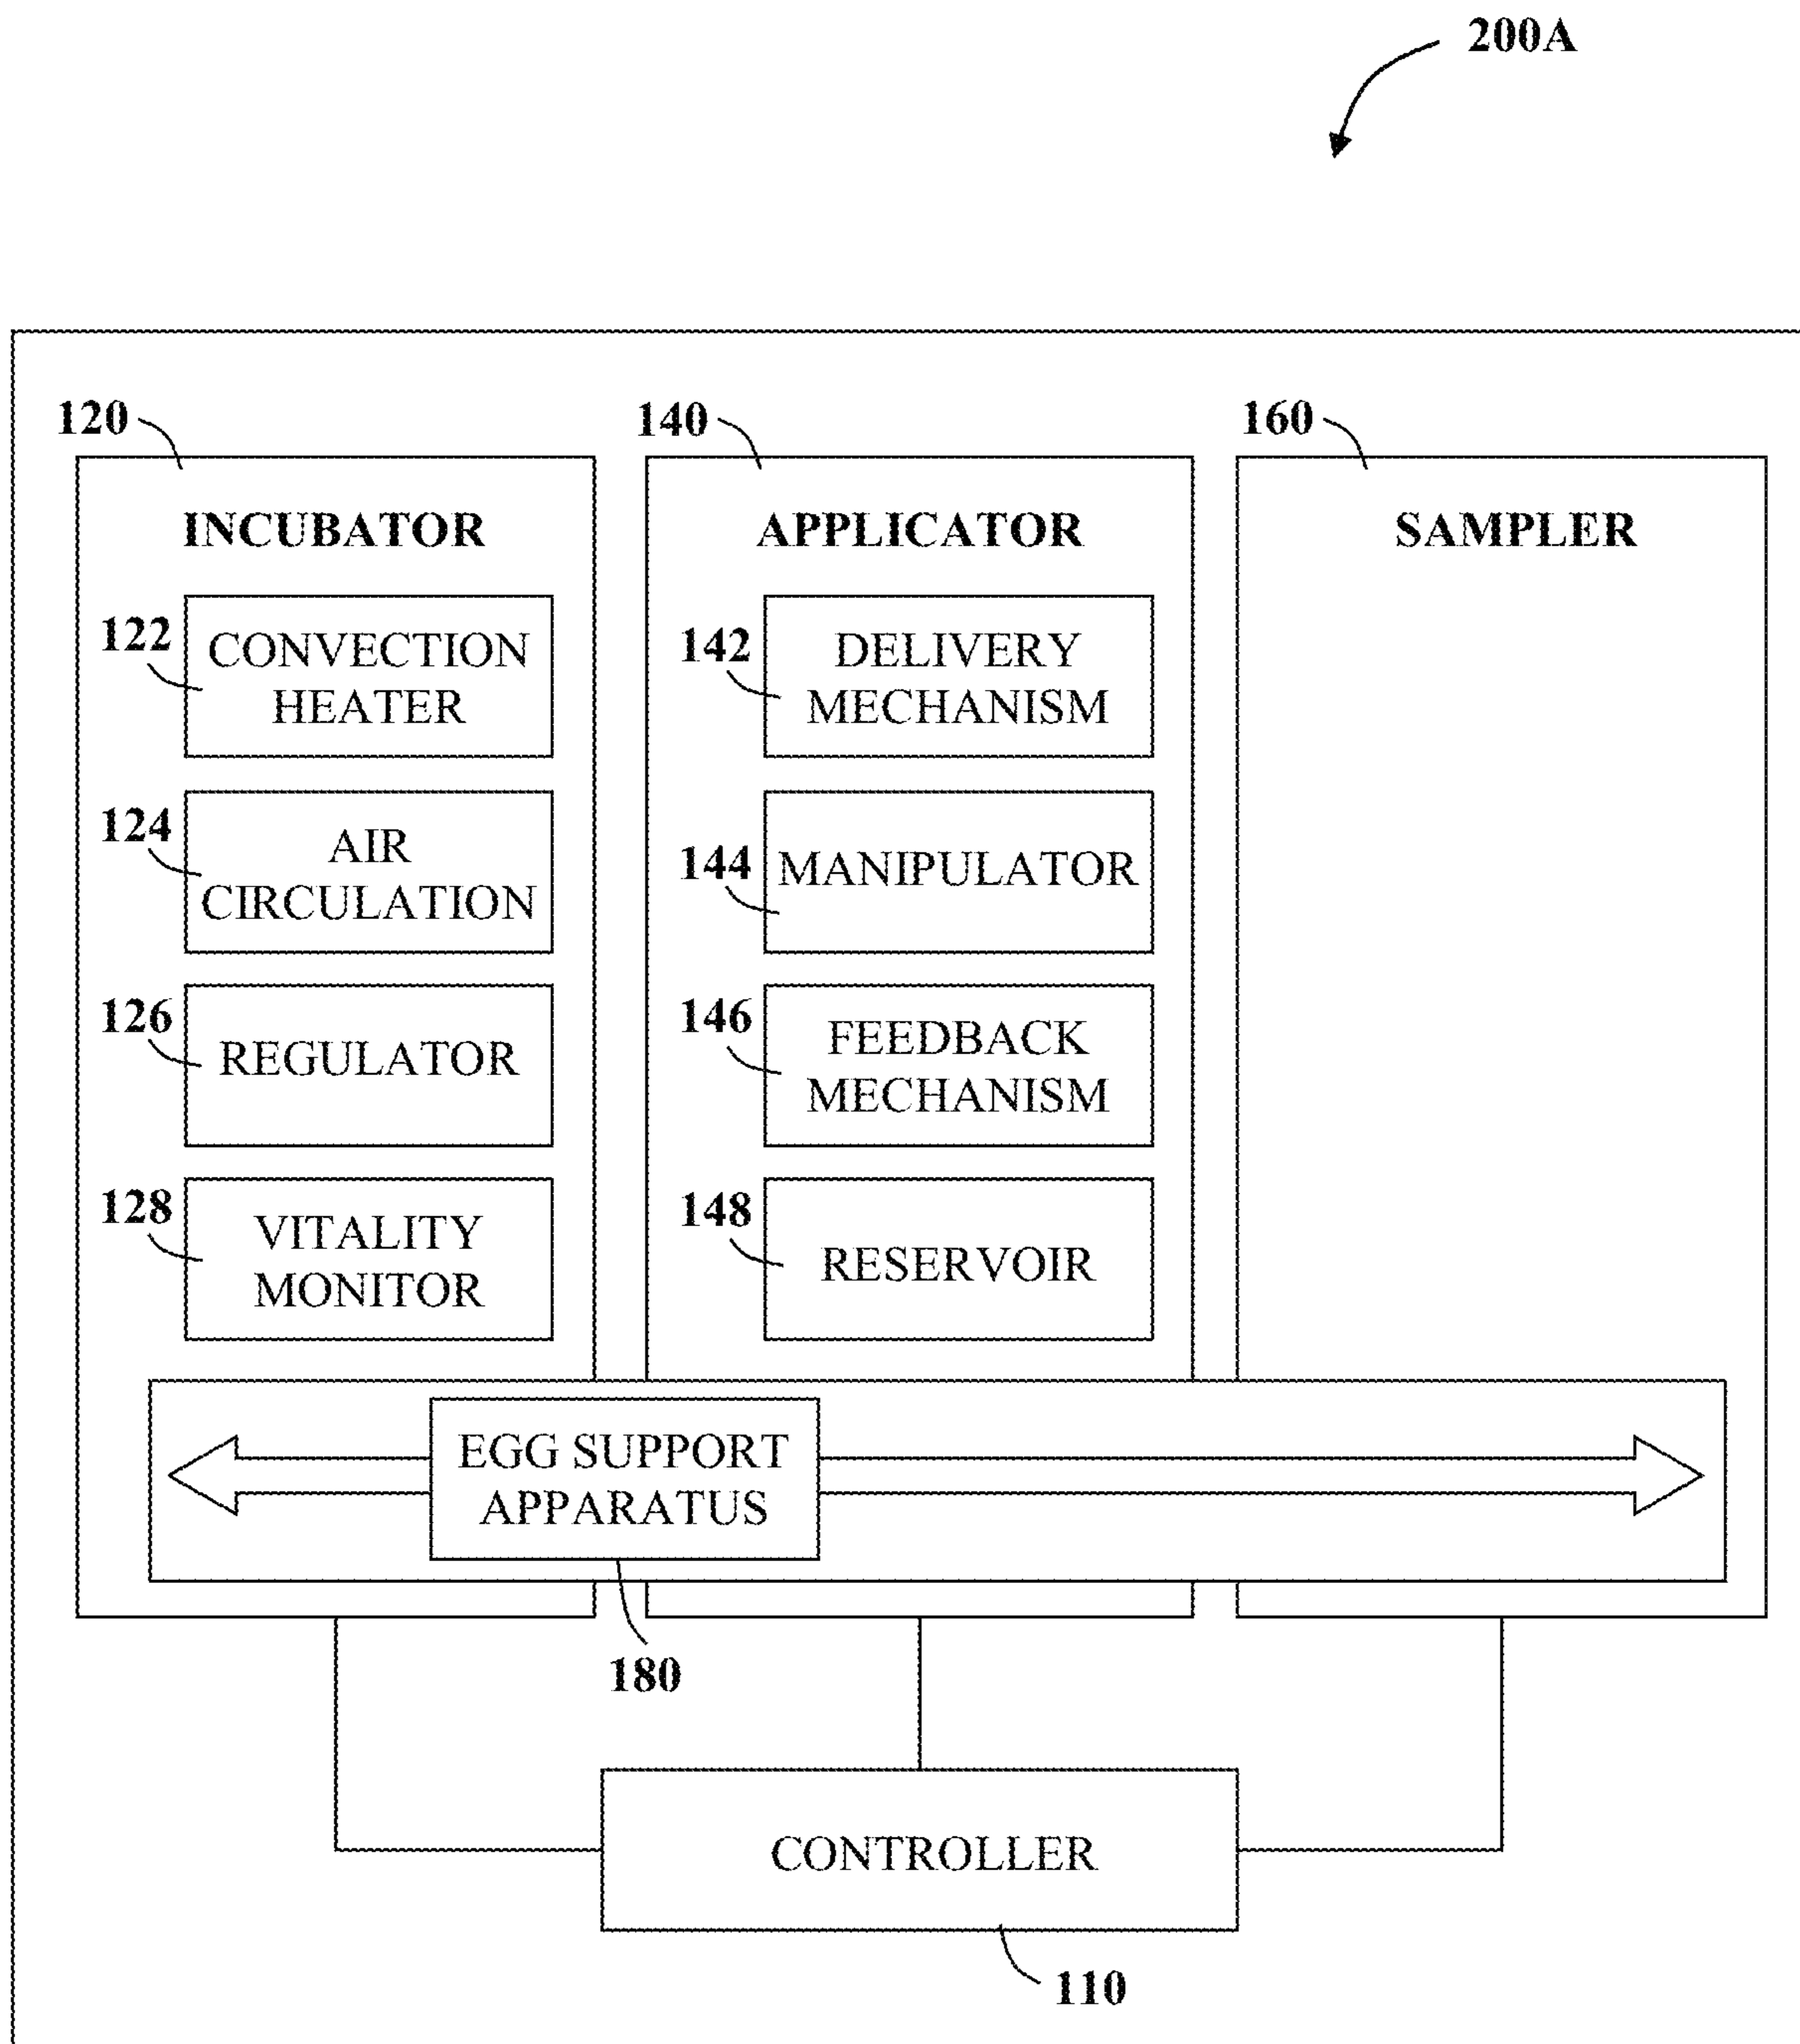 200A
120
140
160
INCUBATOR
APPLICATOR
SAMPLER
122
CONVECTION
HEATER
142
DELIVERY
MECHANISM
124
AIR
CIRCULATION
144
MANIPULATOR
126
REGULATOR
146
FEEDBACK
MECHANISM
128
VITALITY
MONITOR
148
RESERVOIR
EGG SUPPORT
APPARATUS
180
CONTROLLER
110